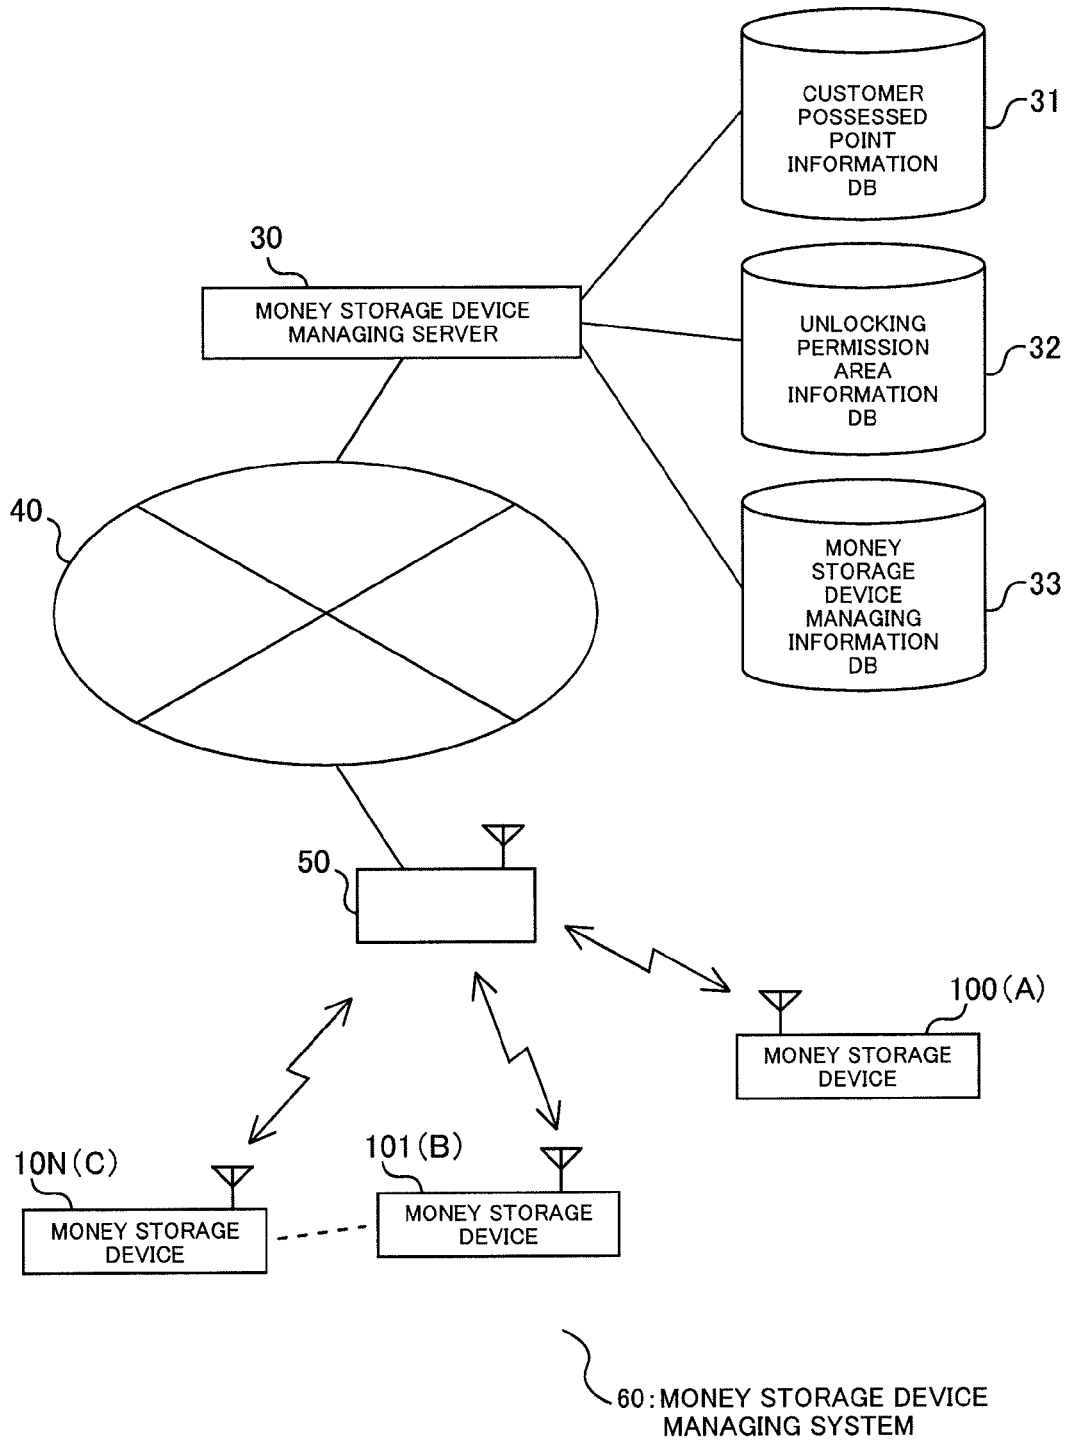 CUSTOMER
POSSESSED
POINT
INFORMATION
DB
31
30
MONEY STORAGE DEVICE
MANAGING SERVER
UNLOCKING
PERMISSION
AREA
INFORMATION
DB
32
40
MONEY
STORAGE
DEVICE
MANAGING
INFORMATION
DB
33
50
100(A)
MONEY STORAGE
DEVICE
101(B)
MONEY STORAGE
DEVICE
10N(C)
MONEY STORAGE
DEVICE
60:MONEY STORAGE DEVICE
MANAGING SYSTEM